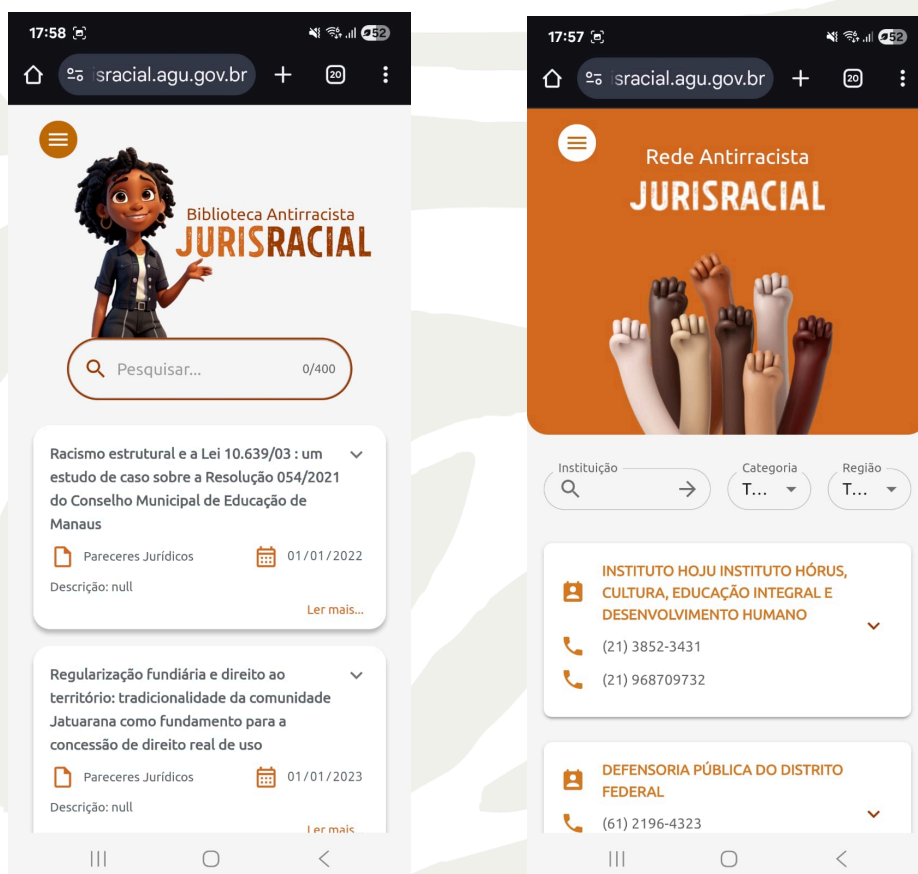 17:58
52
isracial.agu.gov.br
20
Biblioteca Antirracista
JURISRACIAL
Pesquisar...
0/400
Racismo estrutural e a Lei 10.639/03 : um
estudo de caso sobre a Resolução 054/2021
do Conselho Municipal de Educação de
Manaus
Pareceres Jurídicos
01/01/2022
Descrição: null
Ler mais...
Regularização fundiária e direito ao
território: tradicionalidade da comunidade
Jatuarana como fundamento para a
concessão de direito real de uso
Pareceres Jurídicos
01/01/2023
Descrição: null
Ler mais
17:57
52
isracial.agu.gov.br
20
Rede Antirracista
JURISRACIAL
Instituição
Categoria
T...
Região
T...
INSTITUTO HOJU INSTITUTO HÓRUS,
CULTURA, EDUCAÇÃO INTEGRAL E
DESENVOLVIMENTO HUMANO
(21) 3852-3431
(21) 968709732
DEFENSORIA PÚBLICA DO DISTRITO
FEDERAL
(61) 2196-4323